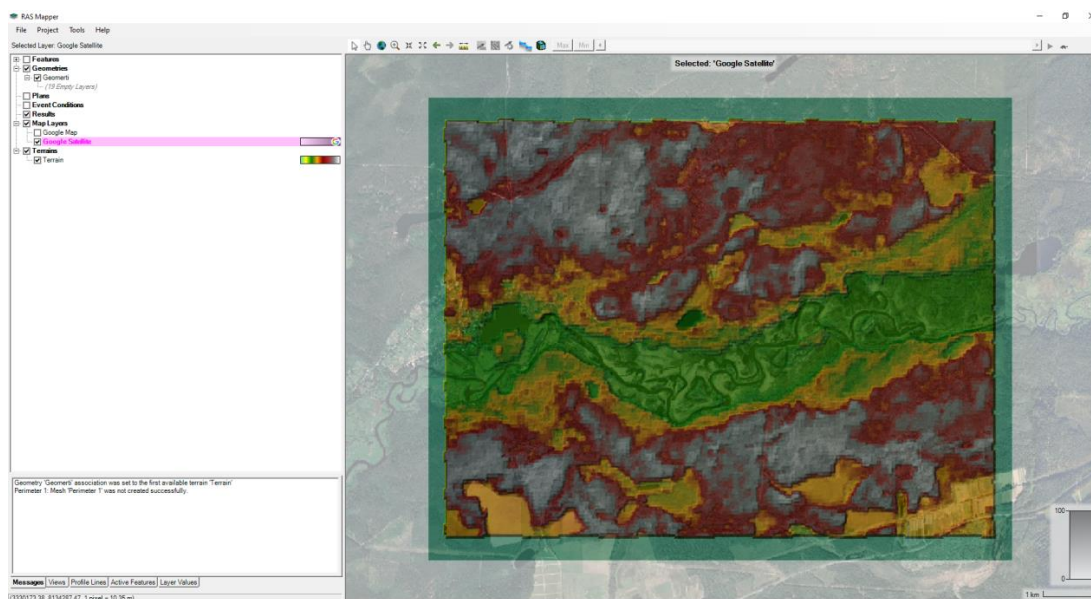 RAS Mapper
File Project Tools Help
Selected Layer: Google Satellite
Max Min
Selected: 'Google Satellite'
Features
Geometries
Geomerti
(19 Empty Layers)
Plans
Event Conditions
Results
Map Layers
Google Map
Google Satellite
Terrains
Terrain
Geometry 'Geomerti' association was set to the first available terrain 'Terrain'
Perimeter 1: Mesh 'Perimeter 1' was not created successfully.
100
0
Messages Views Profile Lines Active Features Layer Values
1 km